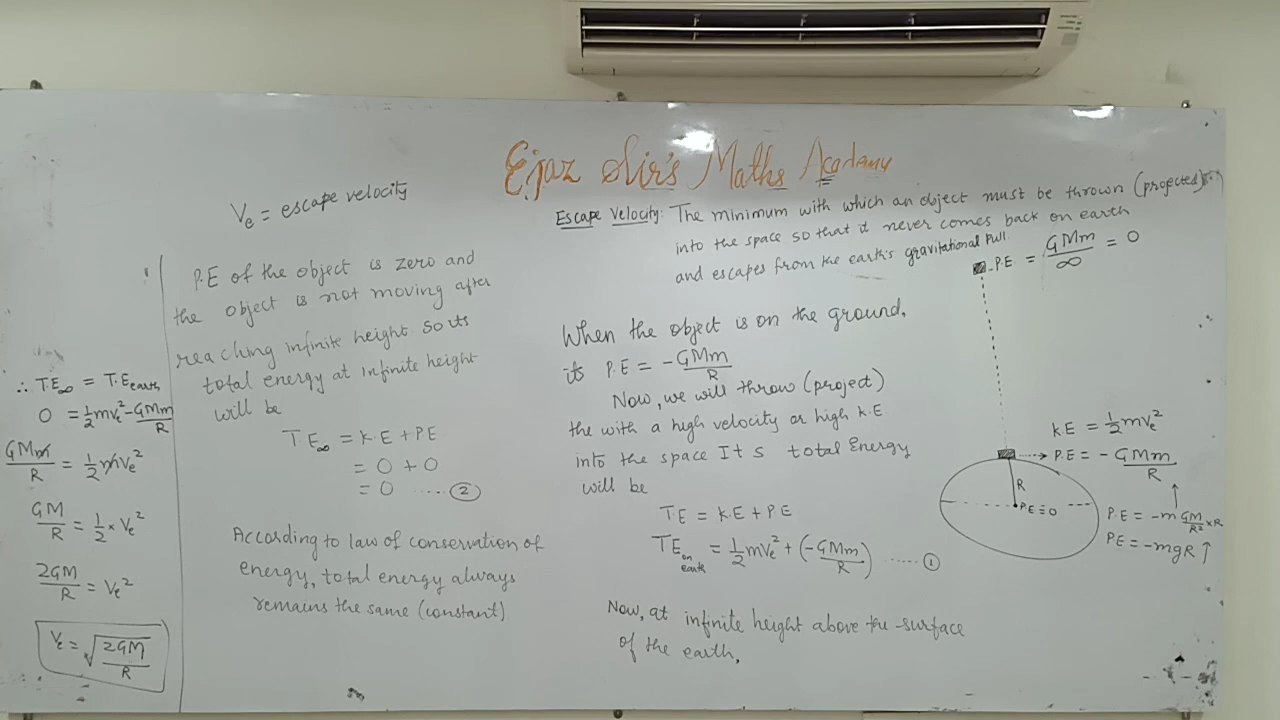 Ejaz Sir's Maths Academy
Escape Velocity: The minimum with which an object must be thrown (projected)
into the space so that it never comes back on earth
and escapes from the earth's gravitational pull.
P.E = GMm/∞ = 0
When the object is on the ground,
its P.E = -GMm/R
Now, we will throw (project)
the with a high velocity or high K.E
into the space Its total Energy
will be
TE = K.E + PE
TE on earth = 1/2 mve² + (-GMm/R) ...... ①
Now, at infinite height above the surface
of the earth,
KE = 1/2 mve²
P.E = - GMm/R
R
PE = 0
P.E = -m GM/R² × R
PE = -mgR
Ve = escape velocity
P.E of the object is zero and
the object is not moving after
reaching infinite height. So its
total energy at infinite height
will be
TE∞ = K.E + PE
= 0 + 0
= 0 ..... ②
According to law of conservation of
energy, total energy always
remains the same (constant)
∴ T.E∞ = T.E earth
0 = 1/2 mve² - GMm/R
GMm/R = 1/2 mve²
GM/R = 1/2 × Ve²
2GM/R = Ve²
Ve = √2GM/R